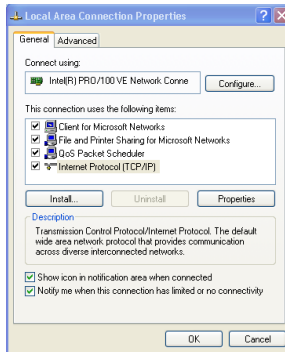 Local Area Connection Properties
General Advanced
Connect using:
Intel(R) PRO/100 VE Network Conne
Configure...
This connection uses the following items:
Client for Microsoft Networks
File and Printer Sharing for Microsoft Networks
QoS Packet Scheduler
Internet Protocol (TCP/IP)
Install... Uninstall Properties
Description
Transmission Control Protocol/Internet Protocol. The default
wide area network protocol that provides communication
across diverse interconnected networks.
Show icon in notification area when connected
Notify me when this connection has limited or no connectivity
OK Cancel